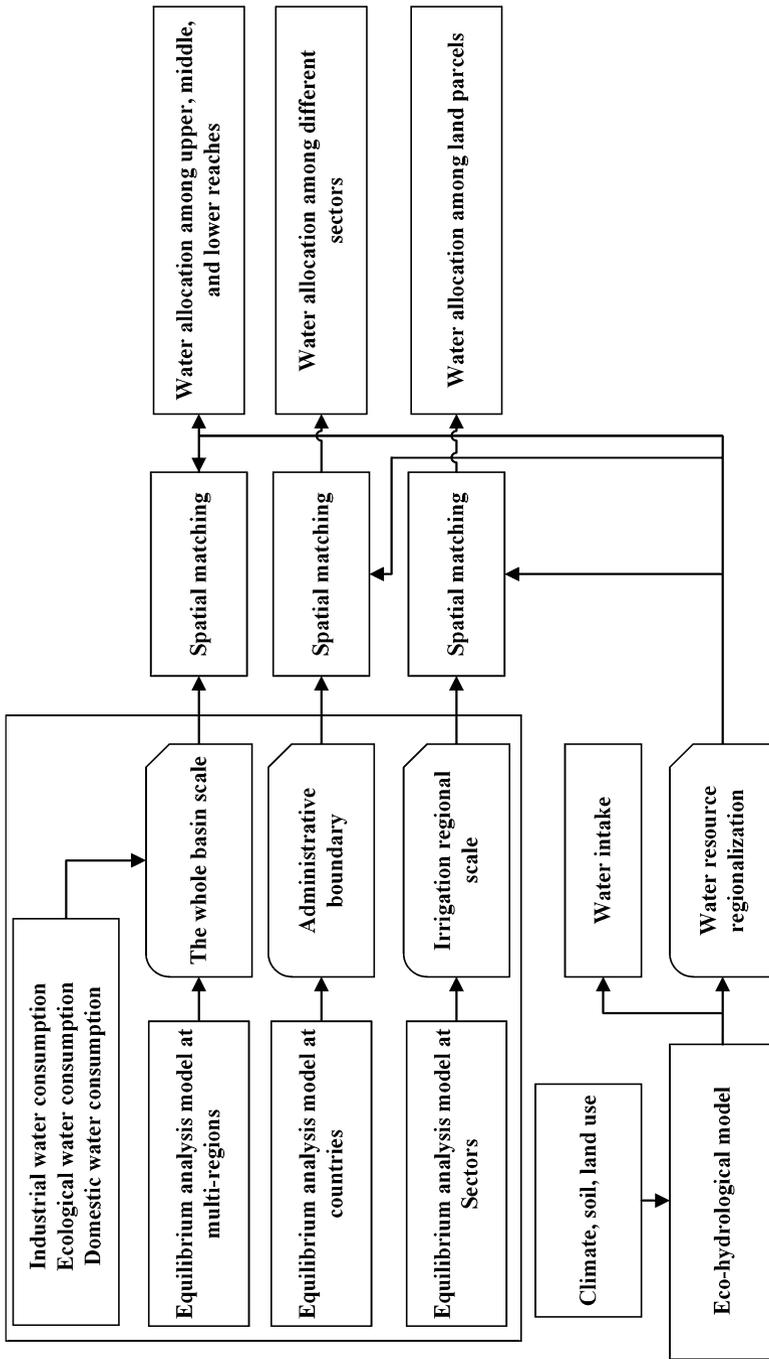 Industrial water consumption
Ecological water consumption
Domestic water consumption
Equilibrium analysis model at
multi-regions
The whole basin scale
Spatial matching
Water allocation among upper, middle,
and lower reaches
Equilibrium analysis model at
countries
Administrative
boundary
Spatial matching
Water allocation among different
sectors
Equilibrium analysis model at
Sectors
Irrigation regional
scale
Spatial matching
Water allocation among land parcels
Climate, soil, land use
Water intake
Eco-hydrological model
Water resource
regionalization